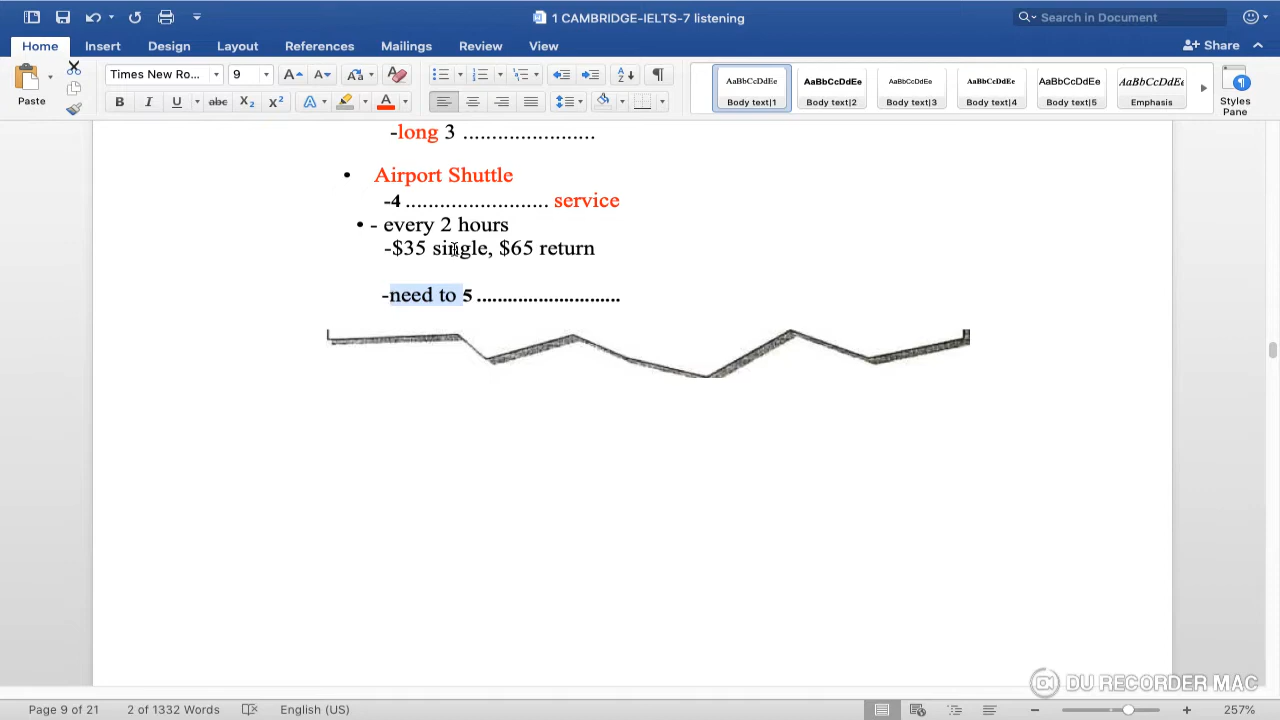 1 CAMBRIDGE-IELTS-7 listening
Search in Document
Home Insert Design Layout References Mailings Review View Share
Paste
Times New Ro... 9
B I U abc X2 X2
AaBbCcDdEe AaBbCcDdEe AaBbCcDdEe AaBbCcDdEe AaBbCcDdEe AaBbCcDdEe
Body text|1 Body text|2 Body text|3 Body text|4 Body text|5 Emphasis
Styles Pane
-long 3 .......................
• Airport Shuttle
-4 ......................... service
• - every 2 hours
-$35 single, $65 return
-need to 5 ............................
DU RECORDER MAC
Page 9 of 21 2 of 1332 Words English (US) 257%